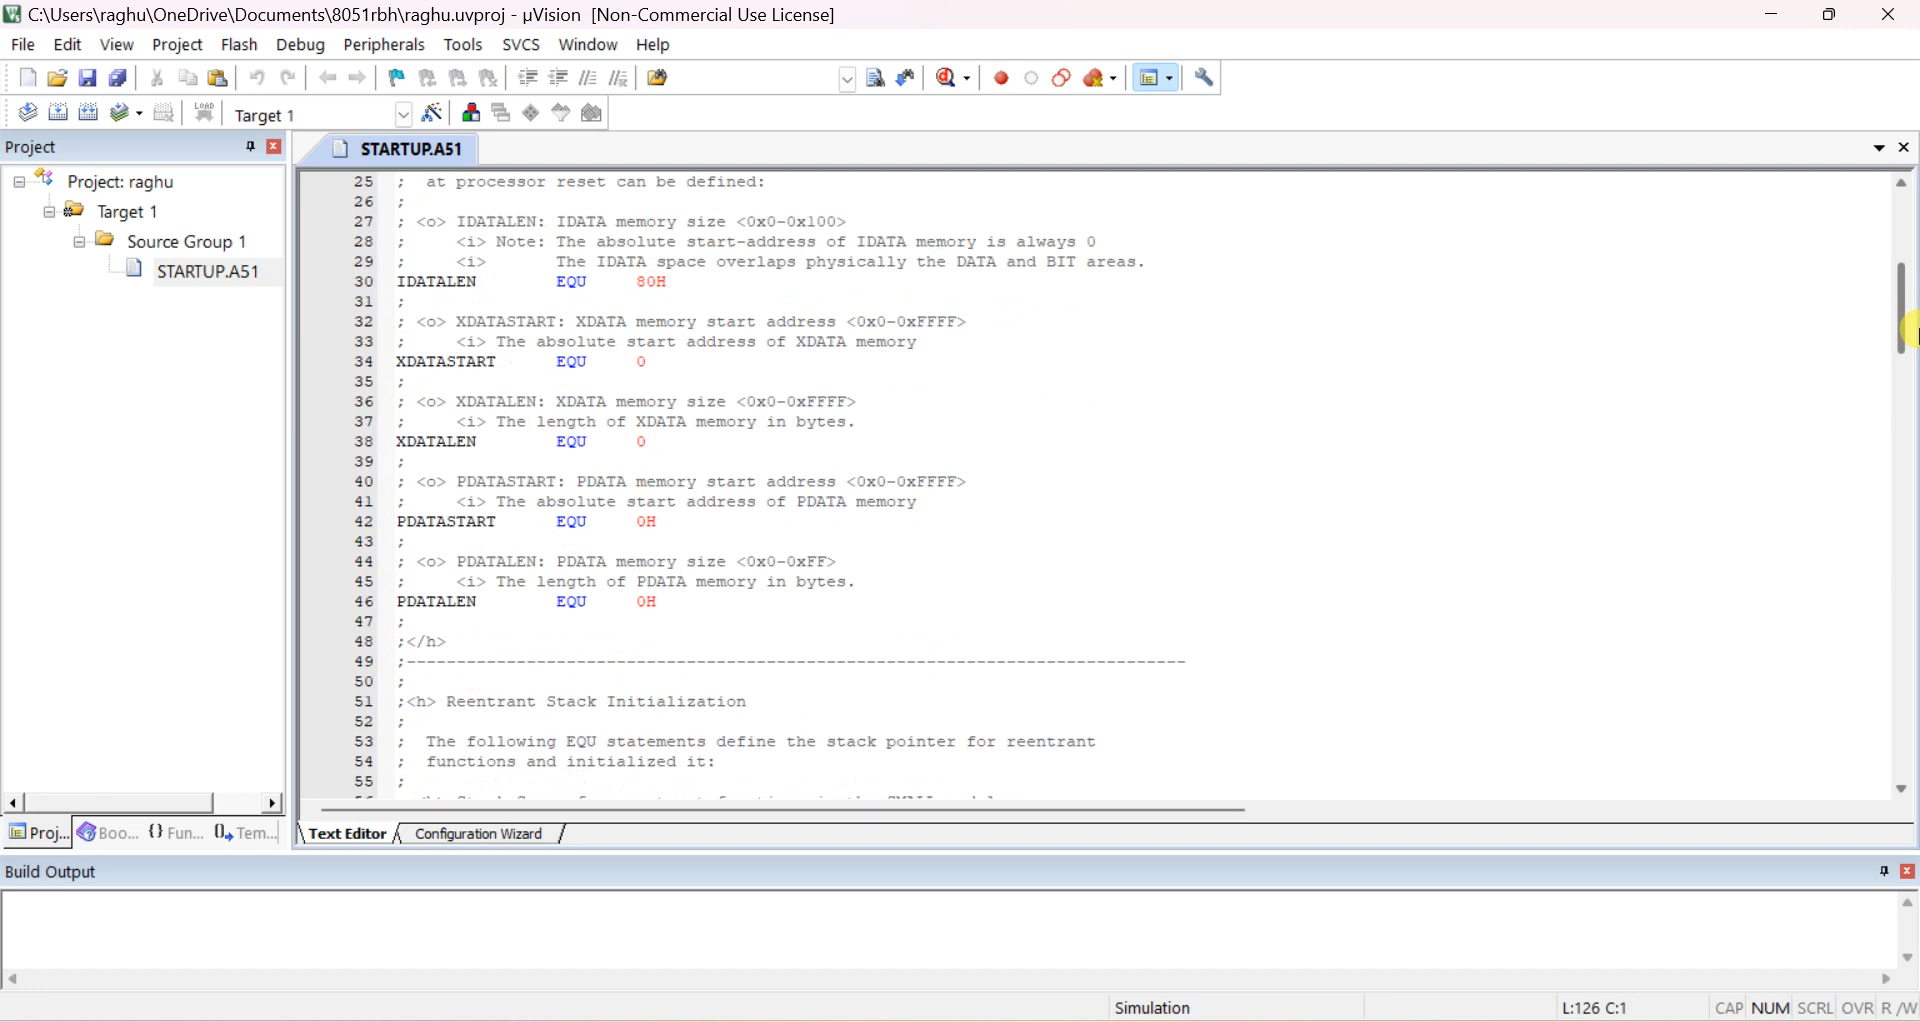 C:\Users\raghu\OneDrive\Documents\8051rbh\raghu.uvproj - µVision [Non-Commercial Use License]
File Edit View Project Flash Debug Peripherals Tools SVCS Window Help
LOAD Target 1
Project
STARTUP.A51
Project: raghu
Target 1
Source Group 1
STARTUP.A51
25 ; at processor reset can be defined:
26 ;
27 ; <o> IDATALEN: IDATA memory size <0x0-0x100>
28 ; <i> Note: The absolute start-address of IDATA memory is always 0
29 ; <i> The IDATA space overlaps physically the DATA and BIT areas.
30 IDATALEN EQU 80H
31 ;
32 ; <o> XDATASTART: XDATA memory start address <0x0-0xFFFF>
33 ; <i> The absolute start address of XDATA memory
34 XDATASTART EQU 0
35 ;
36 ; <o> XDATALEN: XDATA memory size <0x0-0xFFFF>
37 ; <i> The length of XDATA memory in bytes.
38 XDATALEN EQU 0
39 ;
40 ; <o> PDATASTART: PDATA memory start address <0x0-0xFFFF>
41 ; <i> The absolute start address of PDATA memory
42 PDATASTART EQU 0H
43 ;
44 ; <o> PDATALEN: PDATA memory size <0x0-0xFF>
45 ; <i> The length of PDATA memory in bytes.
46 PDATALEN EQU 0H
47 ;
48 ;</h>
49 ;------------------------------------------------------------------------------
50 ;
51 ;<h> Reentrant Stack Initialization
52 ;
53 ; The following EQU statements define the stack pointer for reentrant
54 ; functions and initialized it:
55 ;
Proj... Boo... {} Fun... Tem...
Text Editor Configuration Wizard
Build Output
Simulation L:126 C:1 CAP NUM SCRL OVR R/W